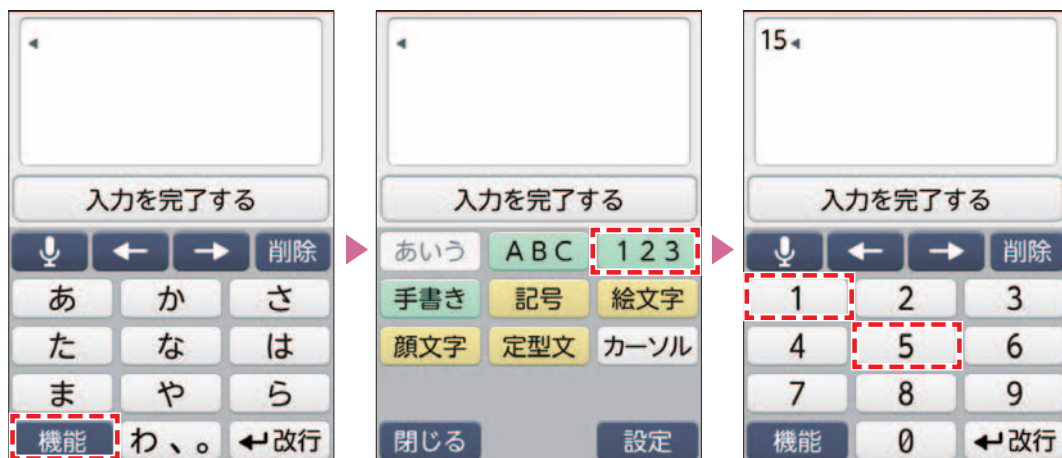 入力を完了する
削除
あ か さ
た な は
ま や ら
機能 わ、。 改行
入力を完了する
あいう ABC 123
手書き 記号 絵文字
顔文字 定型文 カーソル
閉じる 設定
15
入力を完了する
削除
1 2 3
4 5 6
7 8 9
機能 0 改行